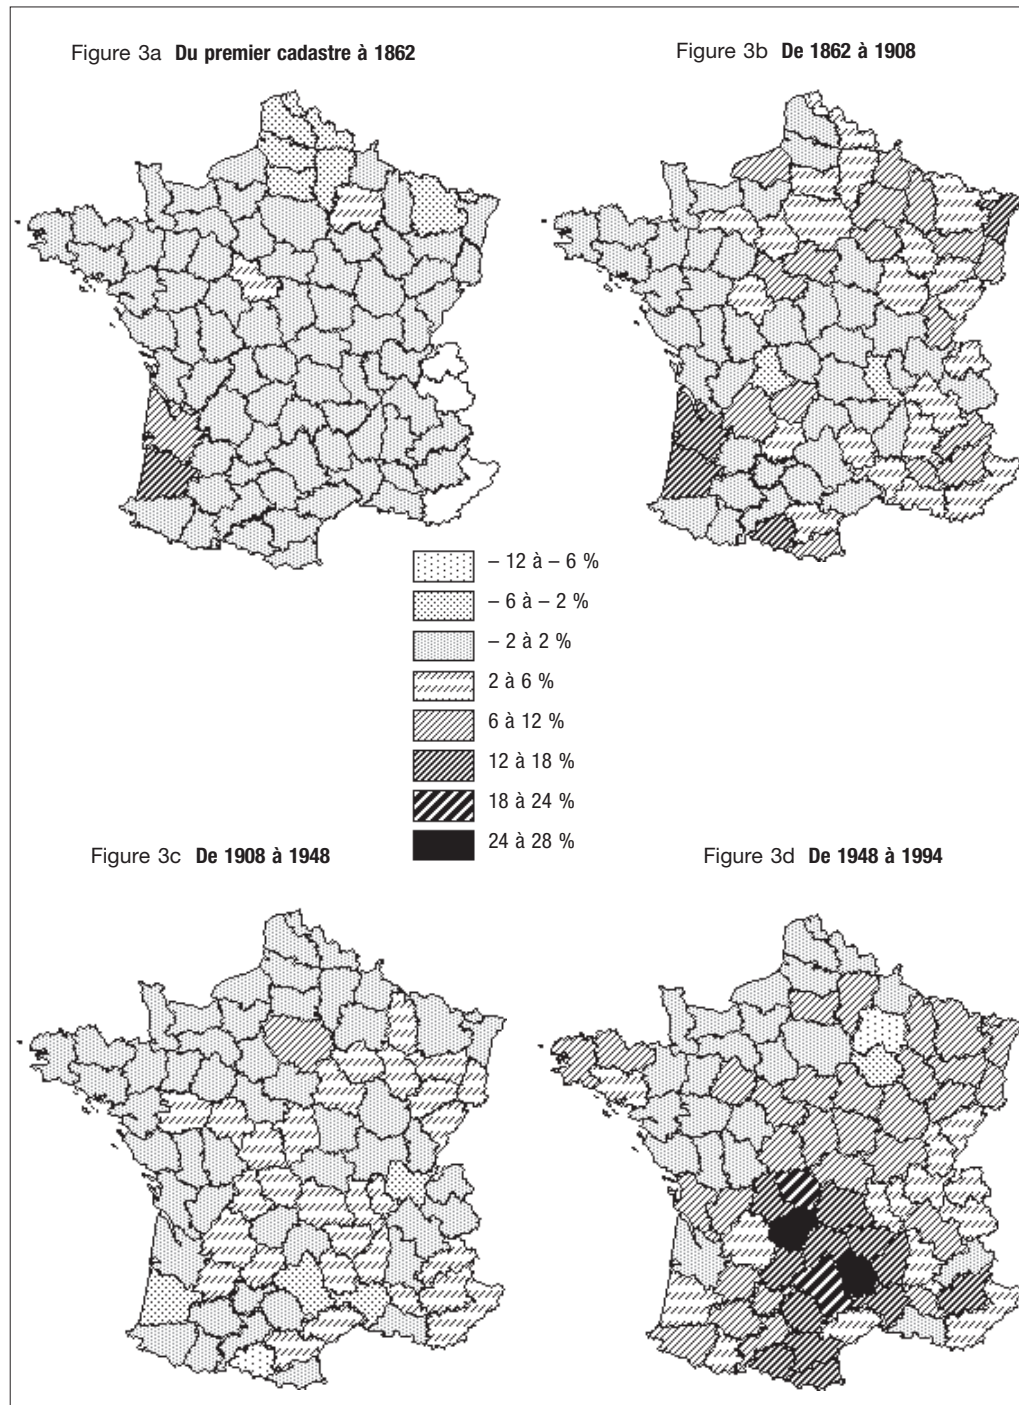 Figure 3a Du premier cadastre à 1862
Figure 3b De 1862 à 1908
– 12 à – 6 %
– 6 à – 2 %
– 2 à 2 %
2 à 6 %
6 à 12 %
12 à 18 %
18 à 24 %
24 à 28 %
Figure 3c De 1908 à 1948
Figure 3d De 1948 à 1994